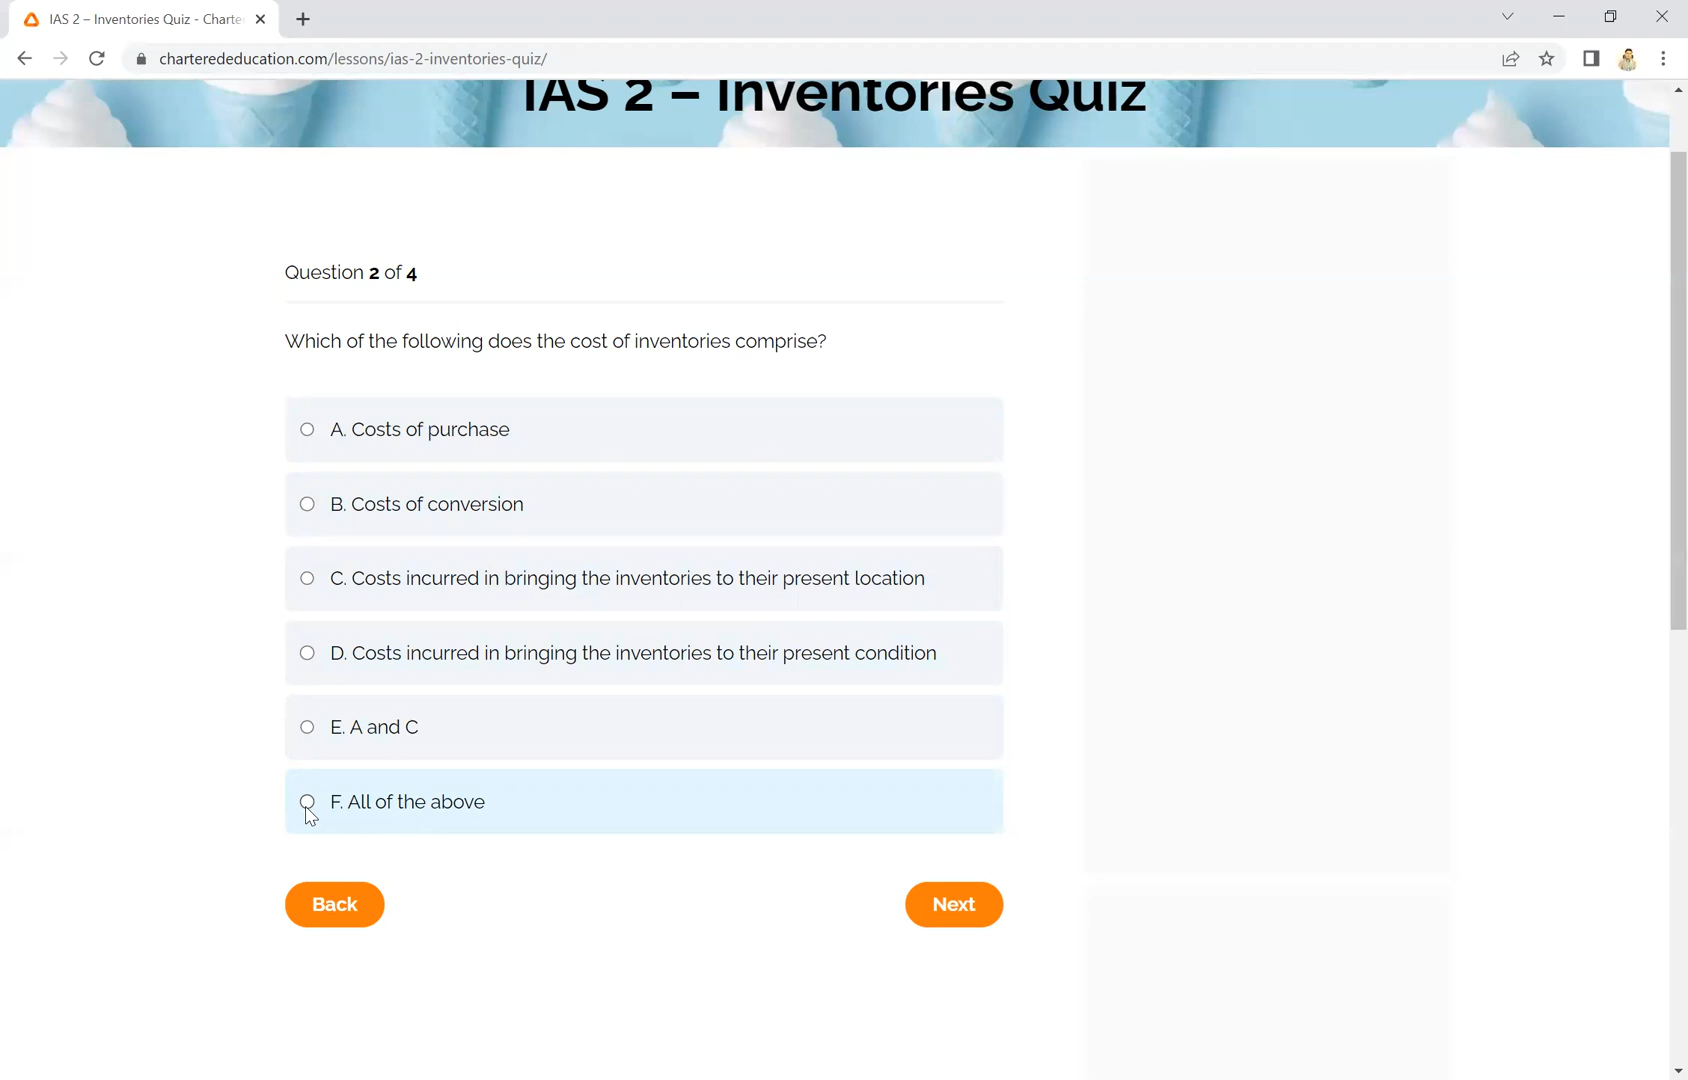 IAS 2 – Inventories Quiz - Charte
charterededucation.com/lessons/ias-2-inventories-quiz/
IAS 2 – Inventories Quiz
Question 2 of 4
Which of the following does the cost of inventories comprise?
A. Costs of purchase
B. Costs of conversion
C. Costs incurred in bringing the inventories to their present location
D. Costs incurred in bringing the inventories to their present condition
E. A and C
F. All of the above
Back
Next